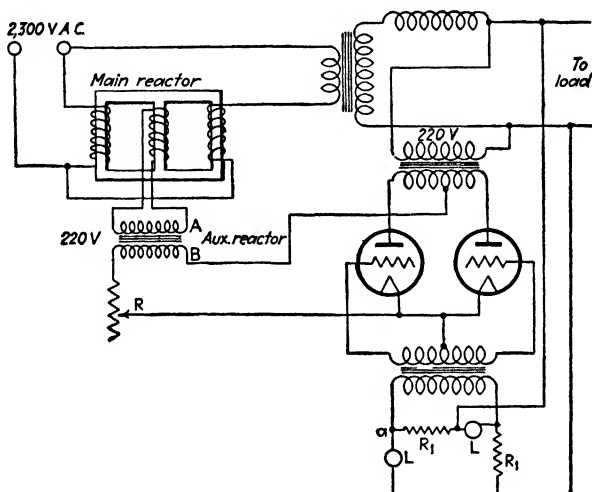 2,300 V A.C.
Main reactor
To
load
220 V
220 V
A
Aux. reactor
B
R
a
R₁
L
L
R₁